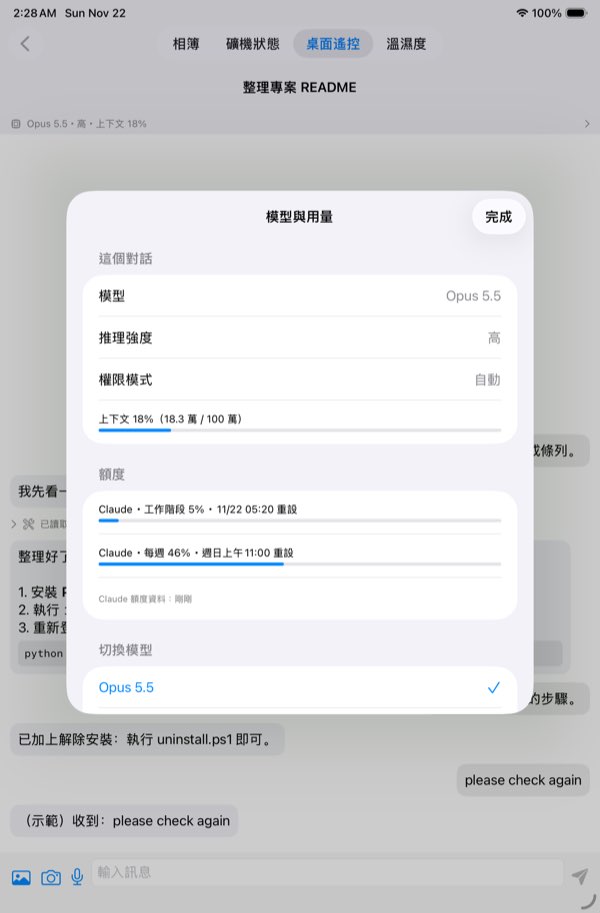 2:28 AM Sun Nov 22 100%
相簿 礦機狀態 桌面遙控 溫濕度
整理專案 README
Opus 5.5・高・上下文 18%
模型與用量
完成
這個對話
模型 Opus 5.5
推理強度 高
權限模式 自動
上下文 18%（18.3 萬 / 100 萬）
成條列。
額度
我先看一
Claude・工作階段 5%・11/22 05:20 重設
已讀取
Claude・每週 46%・週日上午 11:00 重設
整理好了
1. 安裝
2. 執行
Claude 額度資料：剛剛
3. 重新登
切換模型
python
Opus 5.5
的步驟。
已加上解除安裝：執行 uninstall.ps1 即可。
please check again
（示範）收到：please check again
輸入訊息